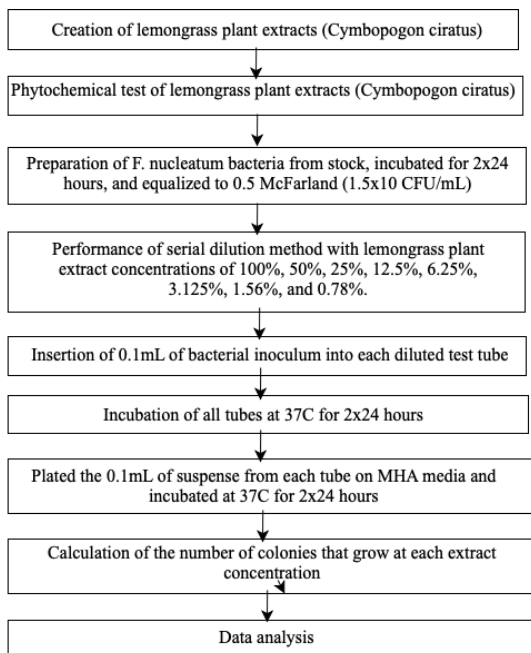 Creation of lemongrass plant extracts (Cymbopogon ciratus)
Phytochemical test of lemongrass plant extracts (Cymbopogon ciratus)
Preparation of F. nucleatum bacteria from stock, incubated for 2x24
hours, and equalized to 0.5 McFarland (1.5x10 CFU/mL)
Performance of serial dilution method with lemongrass plant
extract concentrations of 100%, 50%, 25%, 12.5%, 6.25%,
3.125%, 1.56%, and 0.78%.
Insertion of 0.1mL of bacterial inoculum into each diluted test tube
Incubation of all tubes at 37C for 2x24 hours
Plated the 0.1mL of suspense from each tube on MHA media and
incubated at 37C for 2x24 hours
Calculation of the number of colonies that grow at each extract
concentration
Data analysis